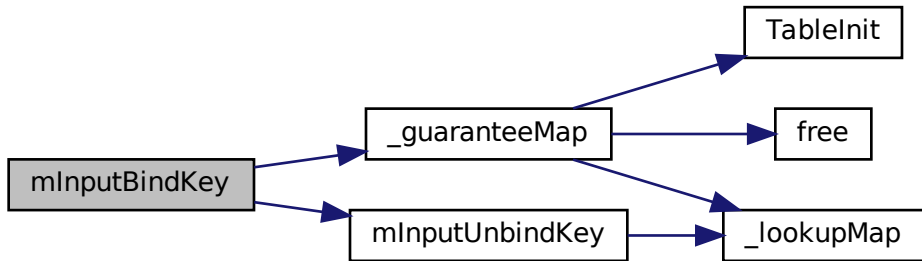 mInputBindKey
_guaranteeMap
TableInit
free
_lookupMap
mInputUnbindKey